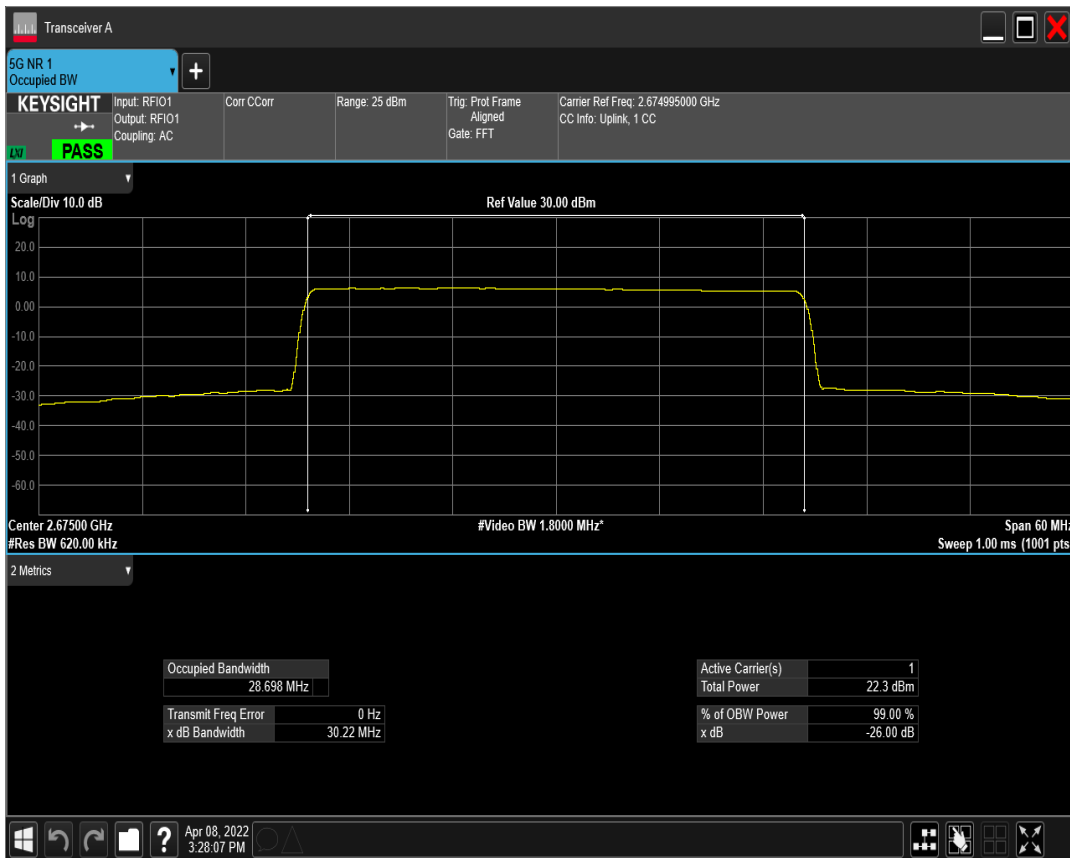 Transceiver A
5G NR 1
Occupied BW
+
KEYSIGHT
LXI
PASS
Input: RFIO1
Output: RFIO1
Coupling: AC
Corr CCorr
Range: 25 dBm
Trig: Prot Frame
Aligned
Gate: FFT
Carrier Ref Freq: 2.674995000 GHz
CC Info: Uplink, 1 CC
1 Graph
Scale/Div 10.0 dB
Ref Value 30.00 dBm
Log
20.0
10.0
0.00
-10.0
-20.0
-30.0
-40.0
-50.0
-60.0
Center 2.67500 GHz
#Video BW 1.8000 MHz*
Span 60 MHz
#Res BW 620.00 kHz
Sweep 1.00 ms (1001 pts
2 Metrics
Occupied Bandwidth
28.698 MHz
Transmit Freq Error 0 Hz
x dB Bandwidth 30.22 MHz
Active Carrier(s) 1
Total Power 22.3 dBm
% of OBW Power 99.00 %
x dB -26.00 dB
?
Apr 08, 2022
3:28:07 PM